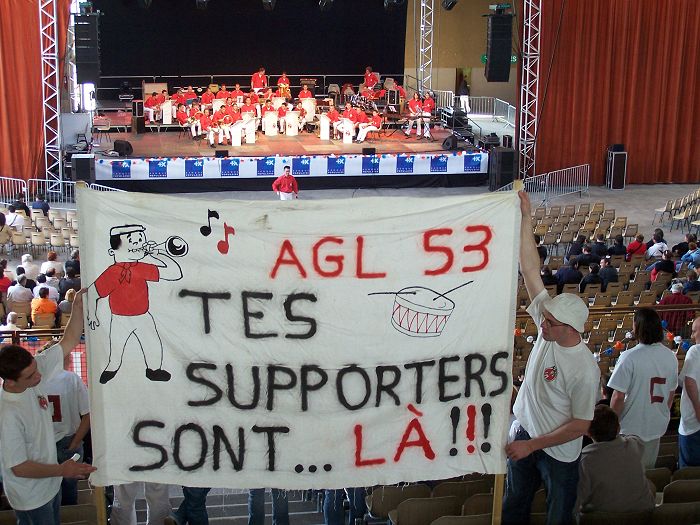 AGL 53
TES
SUPPORTERS
SONT... LÀ!!!